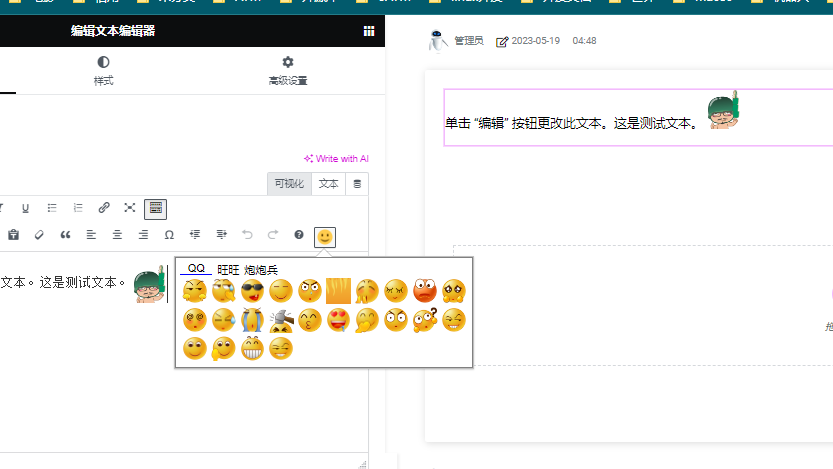 编辑文本编辑器
样式
高级设置
Write with AI
可视化 文本
文本。这是测试文本。
QQ 旺旺 炮炮兵
管理员 2023-05-19 04:48
单击 “编辑” 按钮更改此文本。这是测试文本。